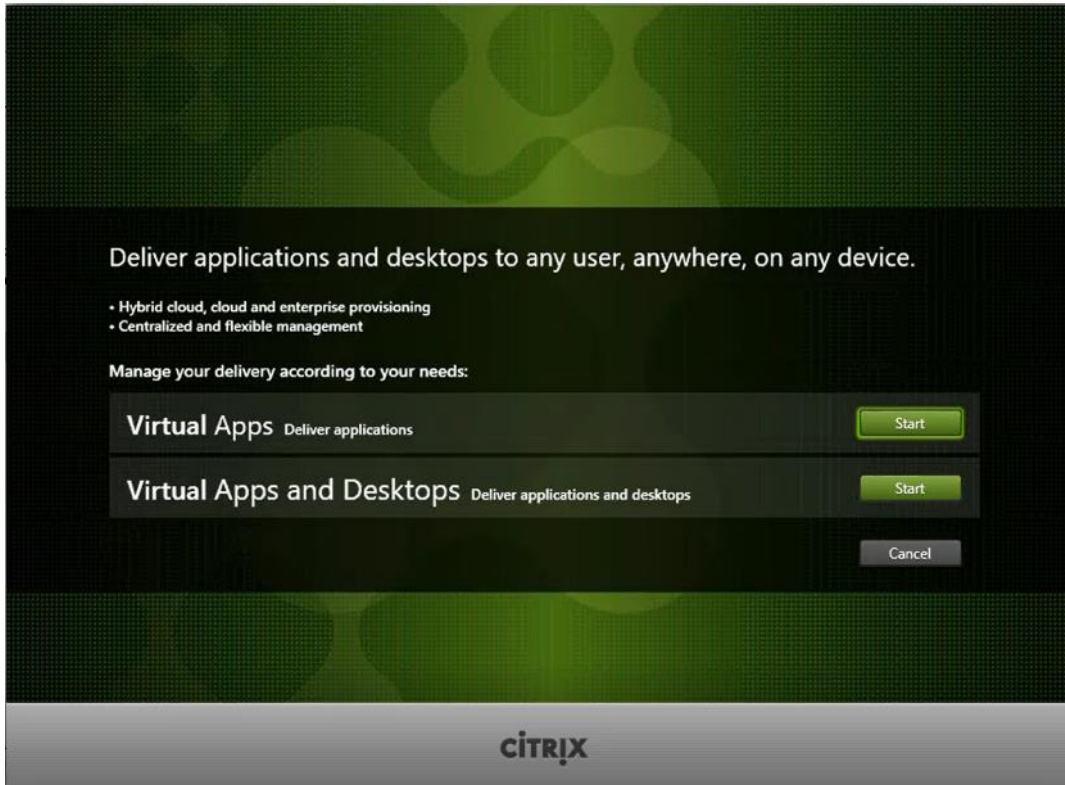 Deliver applications and desktops to any user, anywhere, on any device.
• Hybrid cloud, cloud and enterprise provisioning
• Centralized and flexible management
Manage your delivery according to your needs:
Virtual Apps Deliver applications Start
Virtual Apps and Desktops Deliver applications and desktops Start
Cancel
CİTRIX